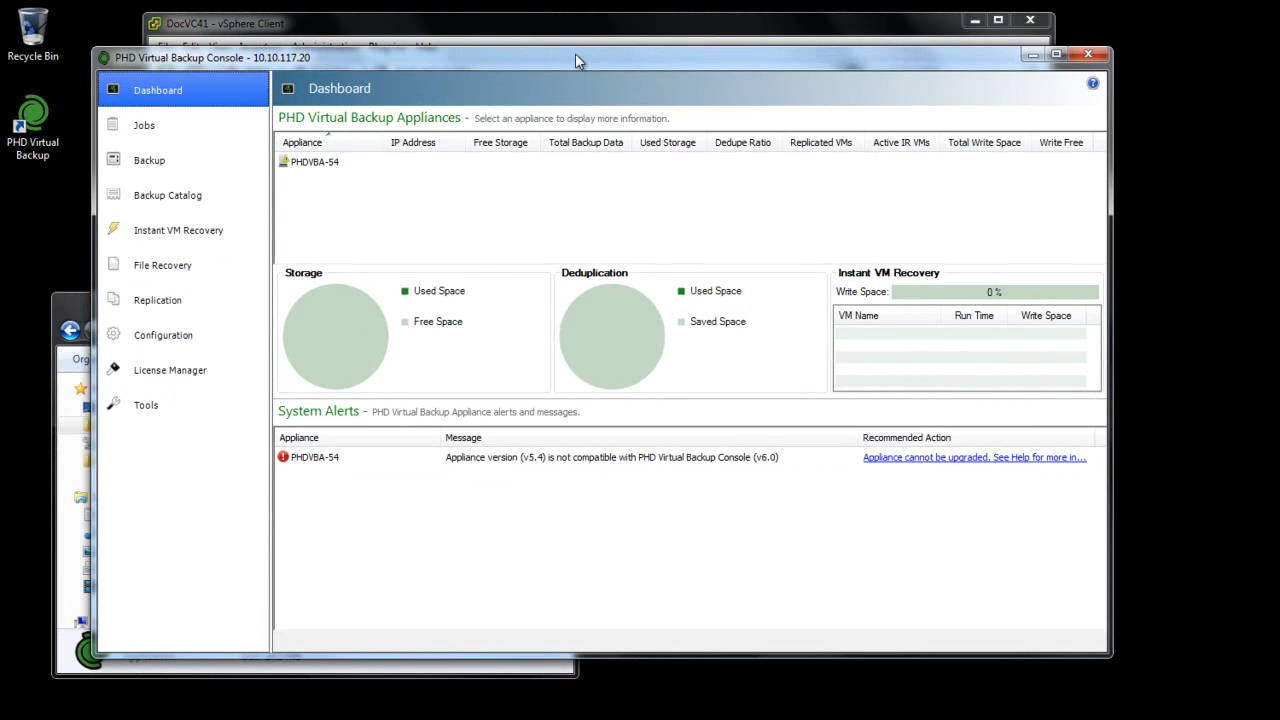 Recycle Bin
PHD Virtual
Backup
DocVC41 - vSphere Client
PHD Virtual Backup Console - 10.10.117.20
Dashboard
Jobs
Backup
Backup Catalog
Instant VM Recovery
File Recovery
Replication
Configuration
License Manager
Tools
Dashboard
PHD Virtual Backup Appliances - Select an appliance to display more information.
Appliance IP Address Free Storage Total Backup Data Used Storage Dedupe Ratio Replicated VMs Active IR VMs Total Write Space Write Free
PHDVBA-54
Storage
Used Space
Free Space
Deduplication
Used Space
Saved Space
Instant VM Recovery
Write Space: 0 %
VM Name Run Time Write Space
System Alerts - PHD Virtual Backup Appliance alerts and messages.
Appliance Message Recommended Action
PHDVBA-54 Appliance version (v5.4) is not compatible with PHD Virtual Backup Console (v6.0) Appliance cannot be upgraded. See Help for more in...
Org